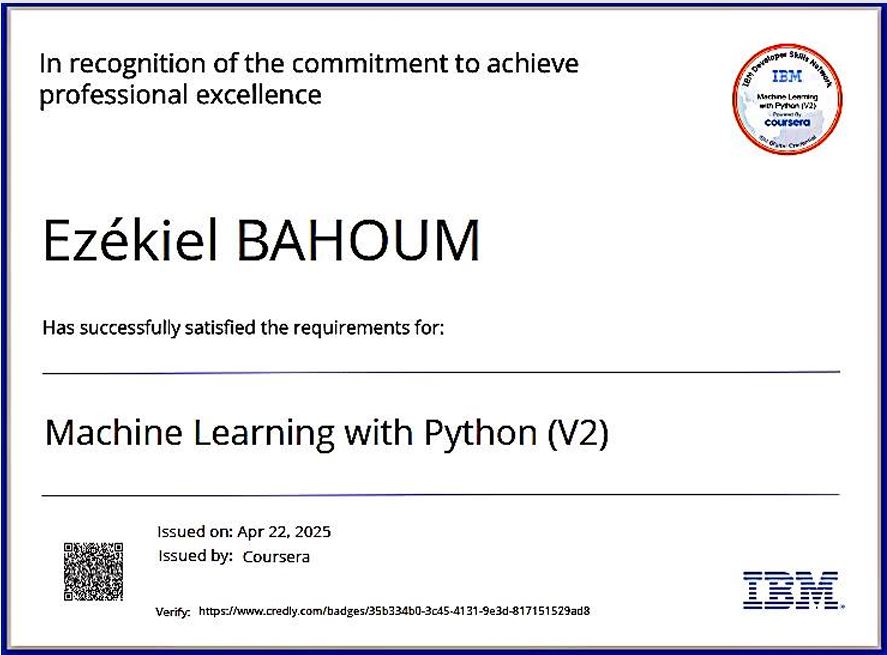 In recognition of the commitment to achieve
professional excellence
IBM Developer Skills Network
IBM
Machine Learning
with Python (V2)
Powered By
coursera
Ezékiel BAHOUM
Has successfully satisfied the requirements for:
Machine Learning with Python (V2)
Issued on: Apr 22, 2025
Issued by: Coursera
Verify: https://www.credly.com/badges/35b334b0-3c45-4131-9e3d-817151529ad8
IBM